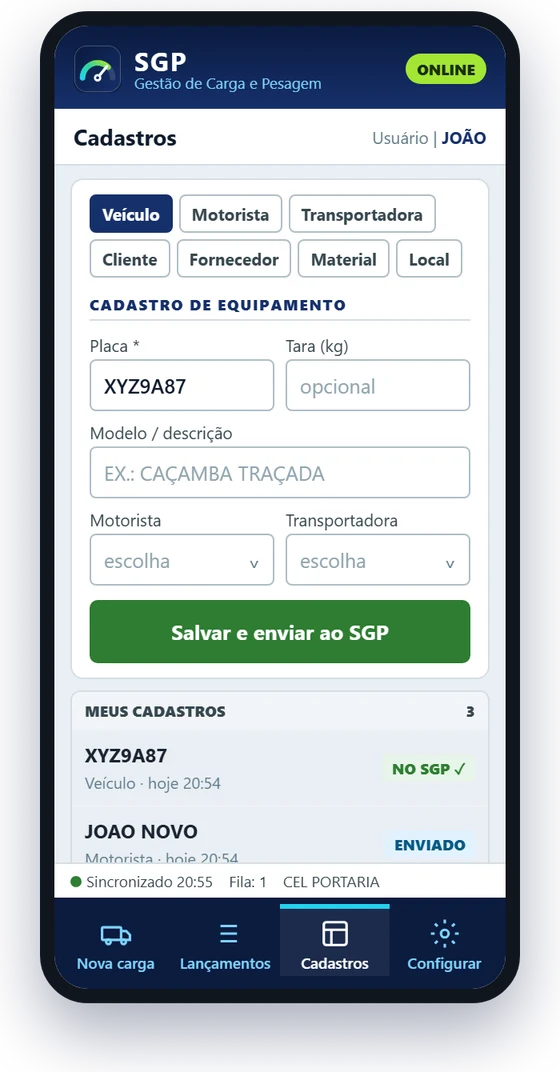 SGP
Gestão de Carga e Pesagem
ONLINE
Cadastros
Usuário | JOÃO
Veículo
Motorista
Transportadora
Cliente
Fornecedor
Material
Local
CADASTRO DE EQUIPAMENTO
Placa *
Tara (kg)
XYZ9A87
opcional
Modelo / descrição
EX.: CAÇAMBA TRAÇADA
Motorista
Transportadora
escolha
escolha
Salvar e enviar ao SGP
MEUS CADASTROS
3
XYZ9A87
Veículo · hoje 20:54
NO SGP ✓
JOAO NOVO
Motorista · hoje 20:54
ENVIADO
Sincronizado 20:55
Fila: 1
CEL PORTARIA
Nova carga
Lançamentos
Cadastros
Configurar